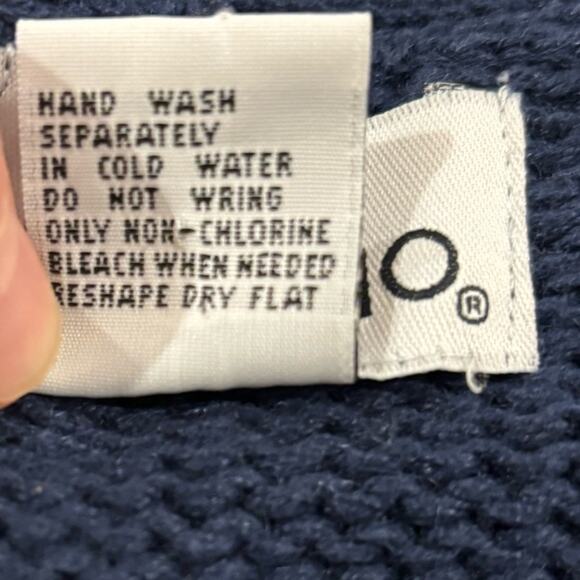 HAND WASH
SEPARATELY
IN COLD WATER
DO NOT WRING
ONLY NON-CHLORINE
BLEACH WHEN NEEDED
RESHAPE DRY FLAT
O®